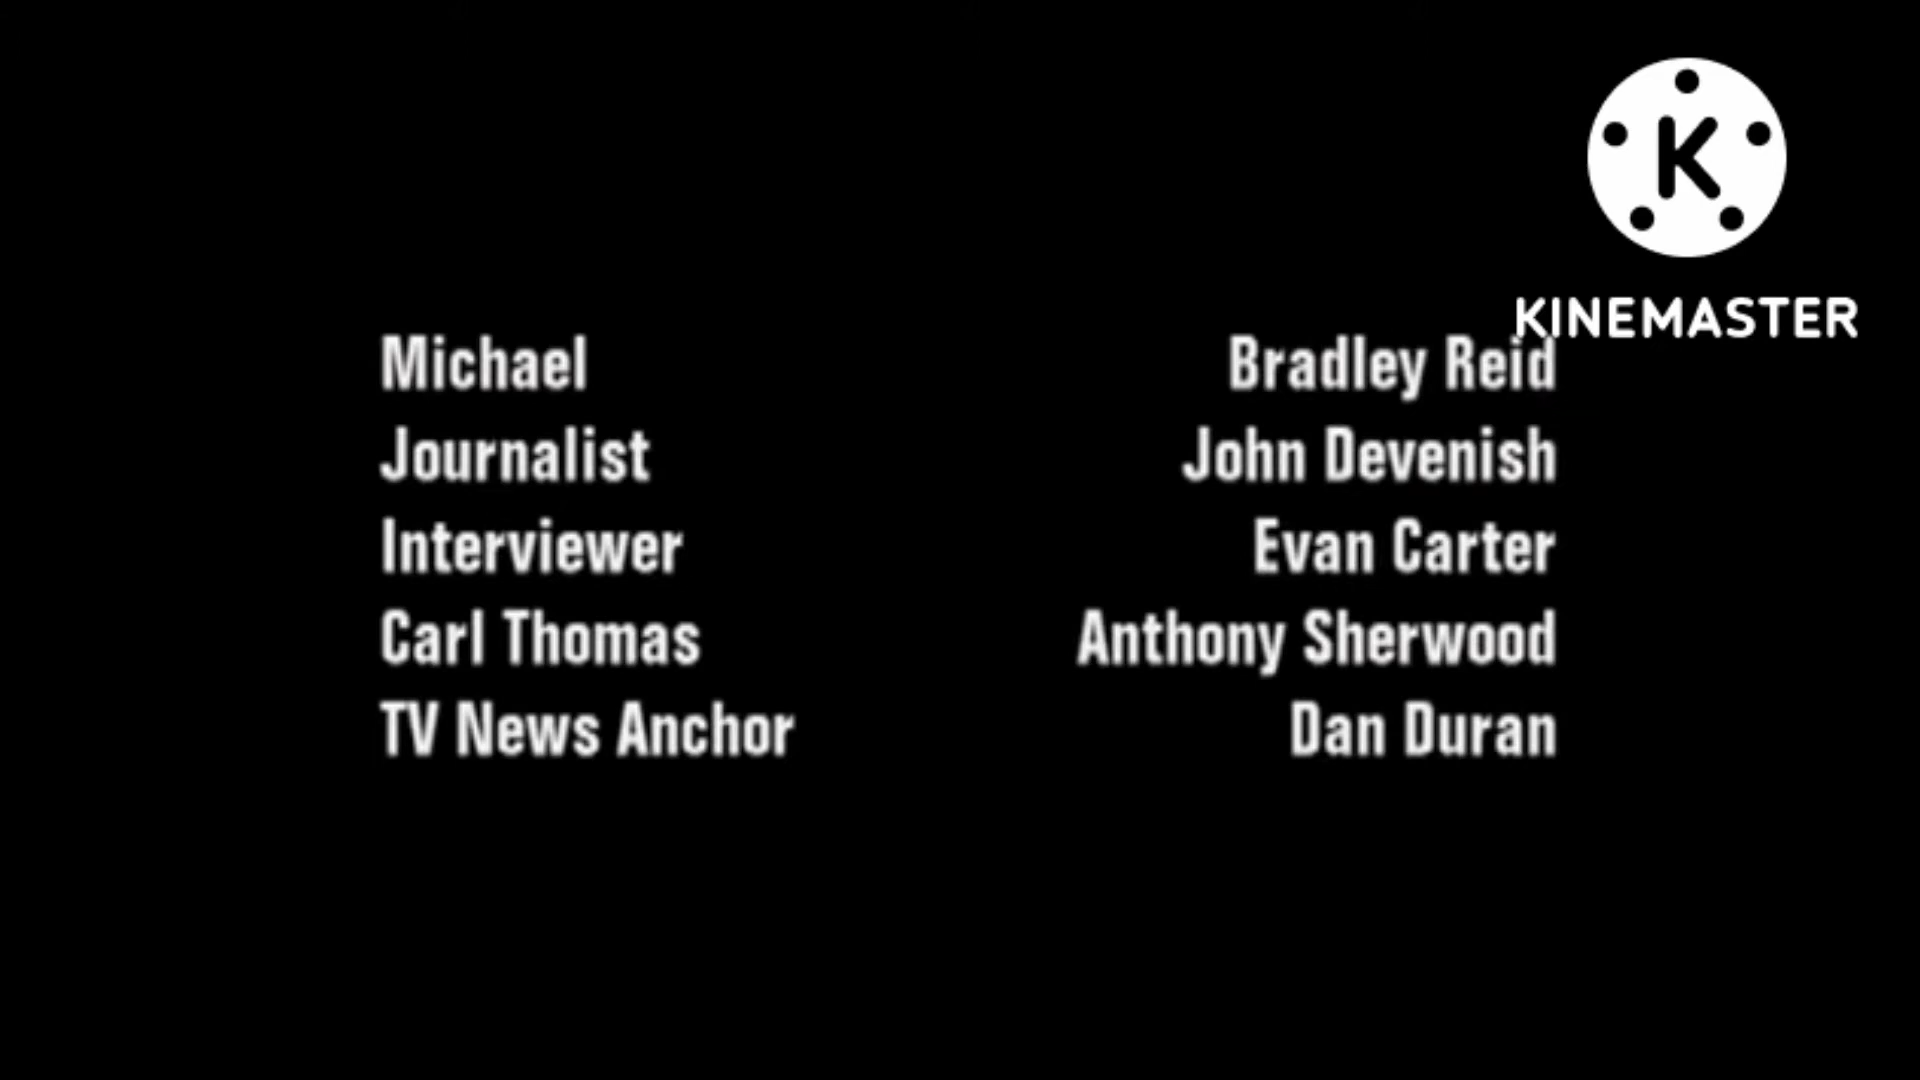 K
KINEMASTER
Michael Bradley Reid
Journalist John Devenish
Interviewer Evan Carter
Carl Thomas Anthony Sherwood
TV News Anchor Dan Duran